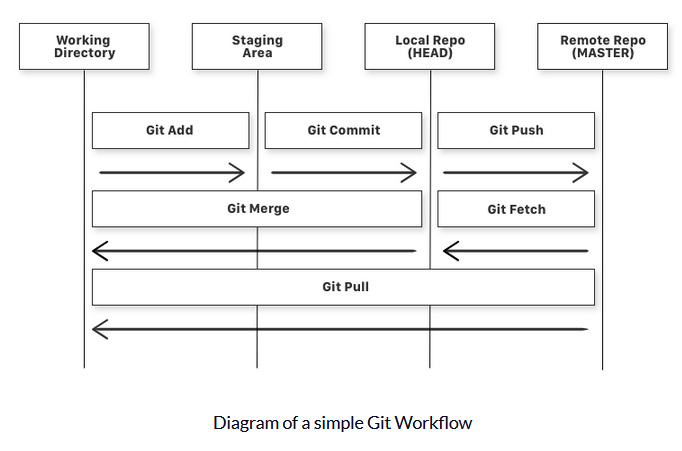 Working
Directory
Staging
Area
Local Repo
(HEAD)
Remote Repo
(MASTER)
Git Add
Git Commit
Git Push
Git Merge
Git Fetch
Git Pull
Diagram of a simple Git Workflow